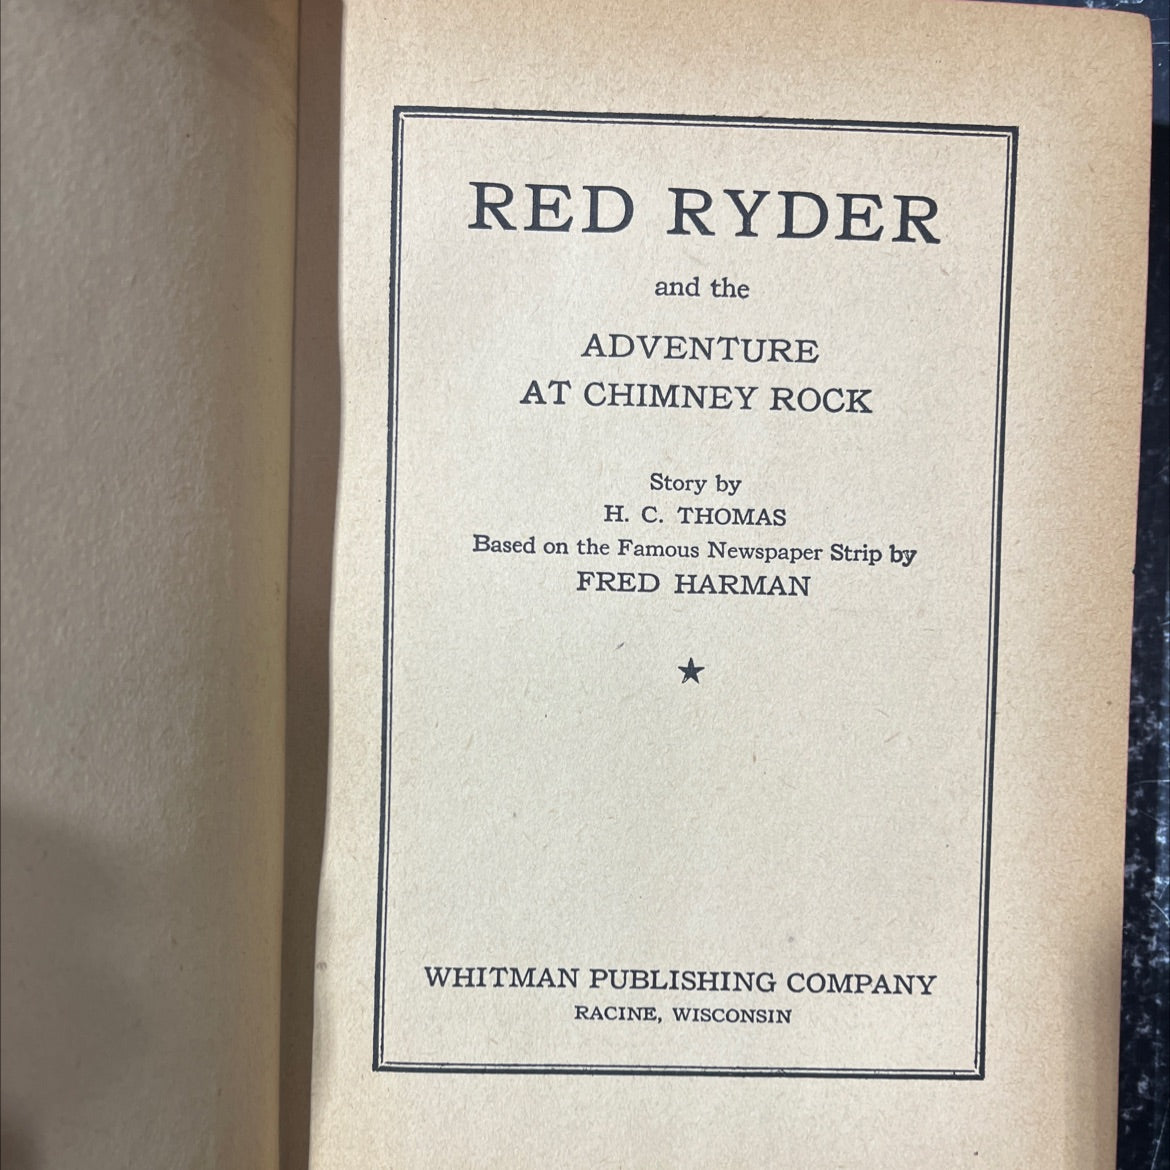 RED RYDER
and the
ADVENTURE
AT CHIMNEY ROCK
Story by
H. C. THOMAS
Based on the Famous Newspaper Strip by
FRED HARMAN
WHITMAN PUBLISHING COMPANY
RACINE, WISCONSIN